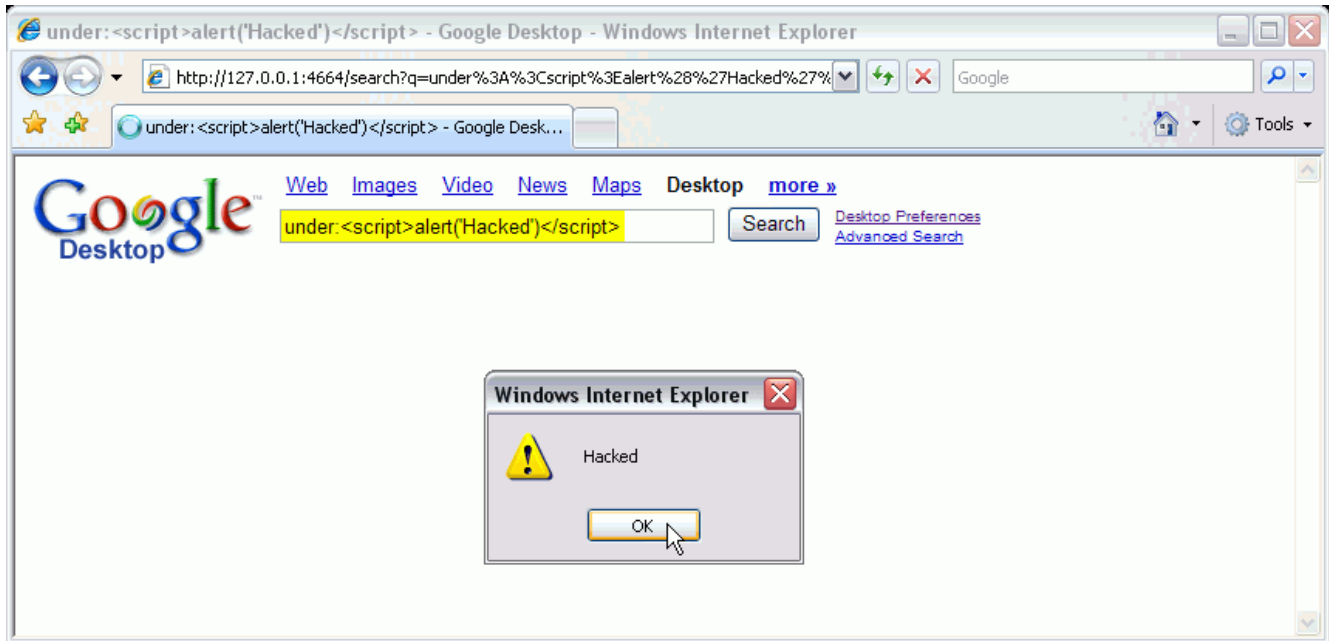 under:<script>alert('Hacked')</script> - Google Desktop - Windows Internet Explorer
http://127.0.0.1:4664/search?q=under%3A%3Cscript%3Ealert%28%27Hacked%27%
Google
under:<script>alert('Hacked')</script> - Google Desk...
Tools
Google™
Desktop
Web Images Video News Maps Desktop more »
under:<script>alert('Hacked')</script>
Search
Desktop Preferences
Advanced Search
Windows Internet Explorer
Hacked
OK